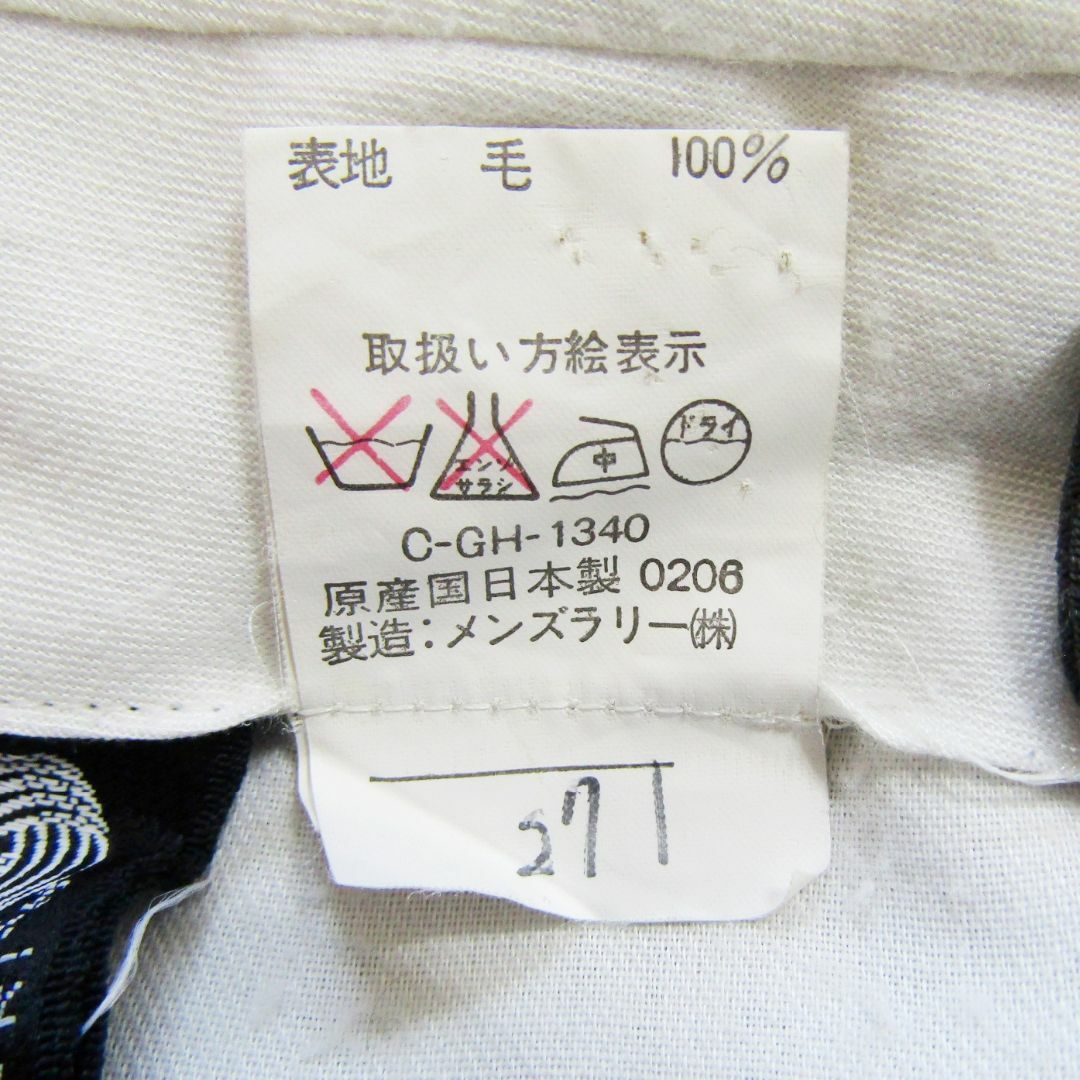 表地 毛 100%
取扱い方絵表示
エンソ サラシ 中 ドライ
C-GH-1340
原産国日本製 0206
製造:メンズラリー㈱
271